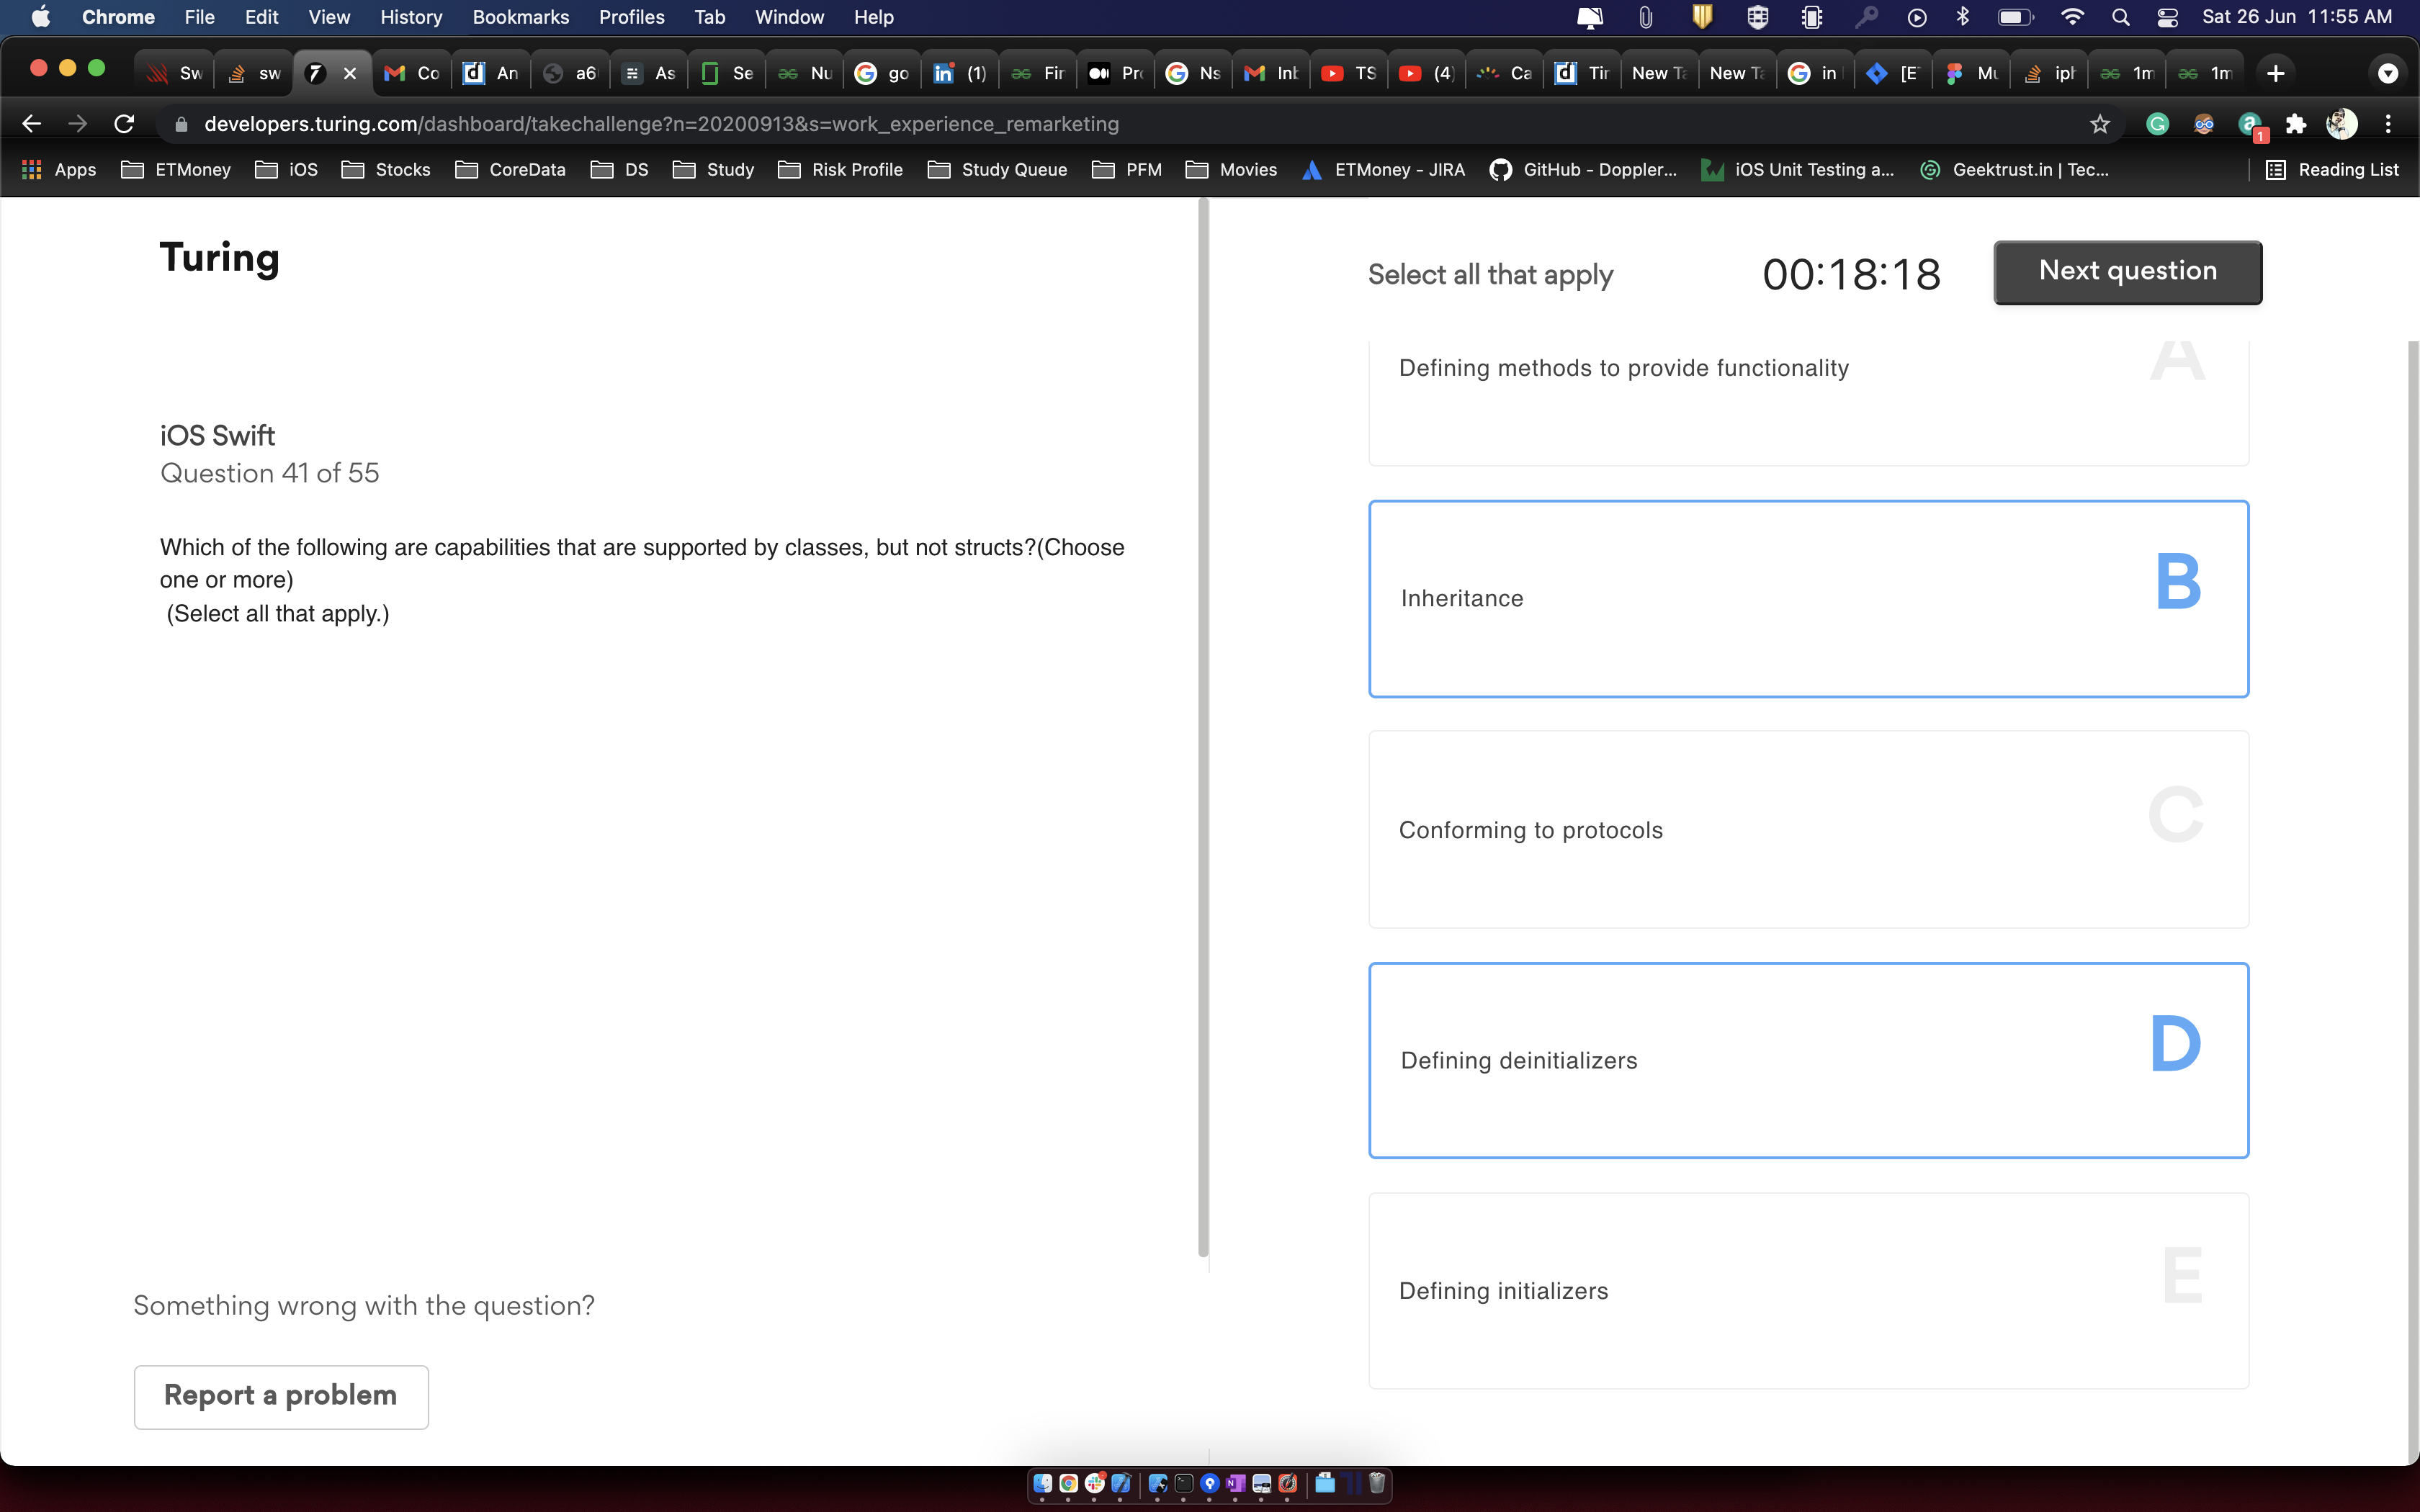 Chrome File Edit View History Bookmarks Profiles Tab Window Help Sat 26 Jun 11:55 AM
Sw sw Co An a6 As Se Nu go (1) Fir Pro Ns Inb TS (4) Ca Tir New Ta New Ta in [E Mu iph 1m 1m
developers.turing.com/dashboard/takechallenge?n=20200913&s=work_experience_remarketing 1
Apps ETMoney iOS Stocks CoreData DS Study Risk Profile Study Queue PFM Movies ETMoney - JIRA GitHub - Doppler... iOS Unit Testing a... Geektrust.in | Tec... Reading List
Turing
iOS Swift
Question 41 of 55
Which of the following are capabilities that are supported by classes, but not structs?(Choose
one or more)
(Select all that apply.)
Something wrong with the question?
Report a problem
Select all that apply 00:18:18 Next question
Defining methods to provide functionality A
Inheritance B
Conforming to protocols C
Defining deinitializers D
Defining initializers E